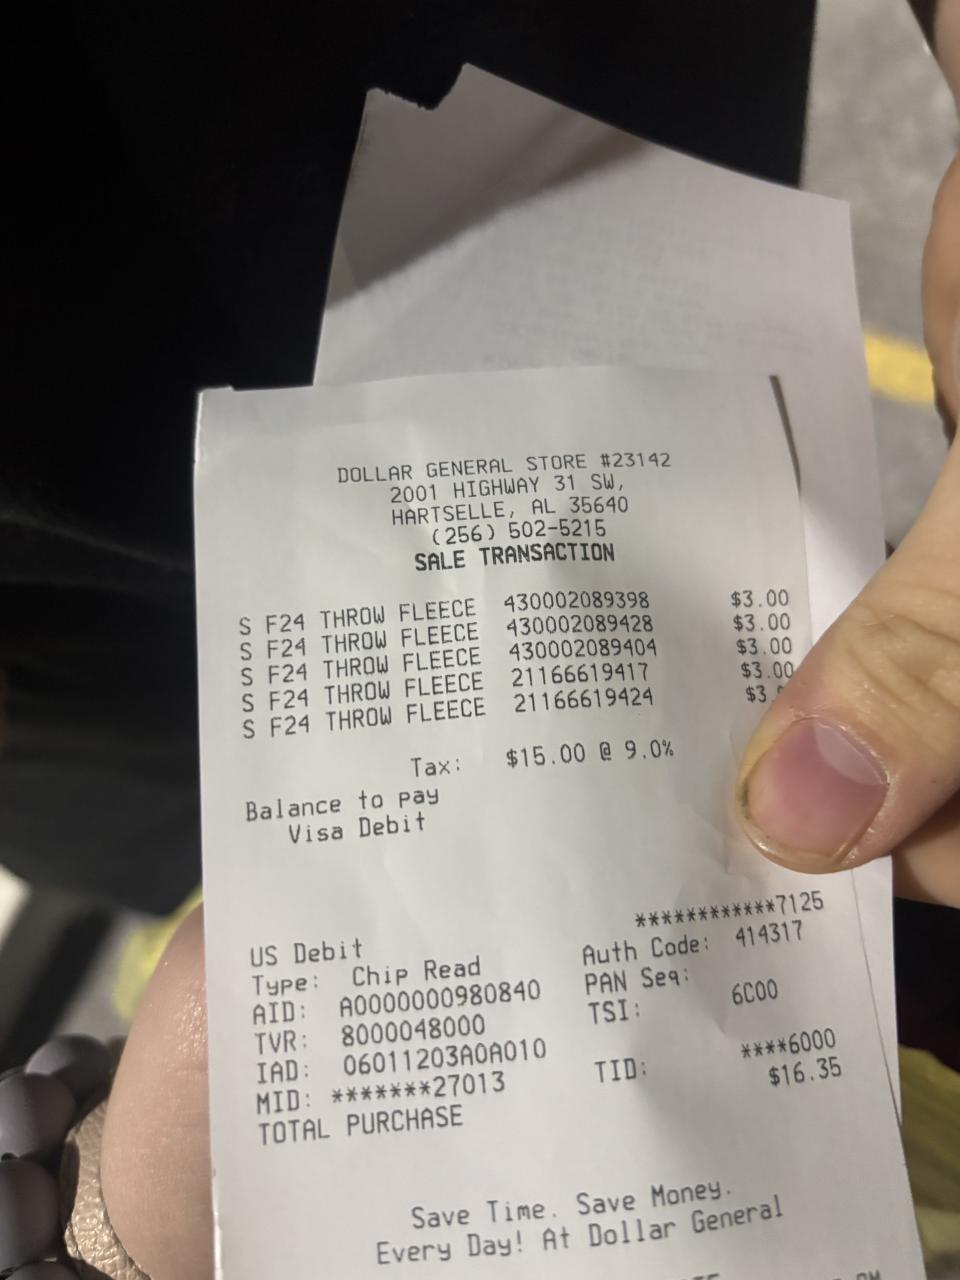 DOLLAR GENERAL STORE #23142
2001 HIGHWAY 31 SW,
HARTSELLE, AL 35640
(256) 502-5215
SALE TRANSACTION
S F24 THROW FLEECE 430002089398 $3.00
S F24 THROW FLEECE 430002089428 $3.00
S F24 THROW FLEECE 430002089404 $3.00
S F24 THROW FLEECE 21166619417 $3.00
S F24 THROW FLEECE 21166619424 $3.
Tax: $15.00 @ 9.0%
Balance to pay
Visa Debit
************7125
US Debit Auth Code: 414317
Type: Chip Read PAN Seq:
AID: A0000000980840 TSI: 6C00
TVR: 8000048000
IAD: 06011203A0A010 ****6000
MID: *******27013 TID: $16.35
TOTAL PURCHASE
Save Time. Save Money.
Every Day! At Dollar General